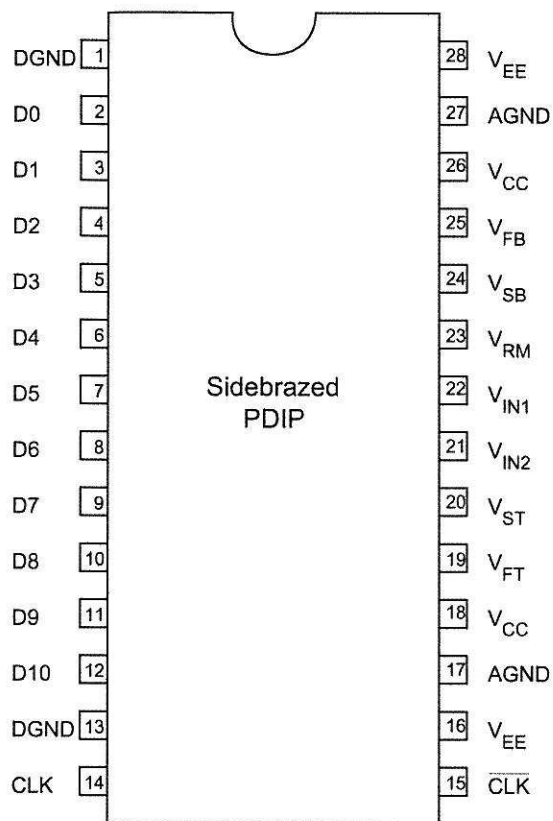 DGND 1 28 VEE
D0 2 27 AGND
D1 3 26 VCC
D2 4 25 VFB
D3 5 24 VSB
D4 6 23 VRM
D5 7 22 VIN1
D6 8 21 VIN2
D7 9 20 VST
D8 10 19 VFT
D9 11 18 VCC
D10 12 17 AGND
DGND 13 16 VEE
CLK 14 15 CLK
Sidebrazed
PDIP